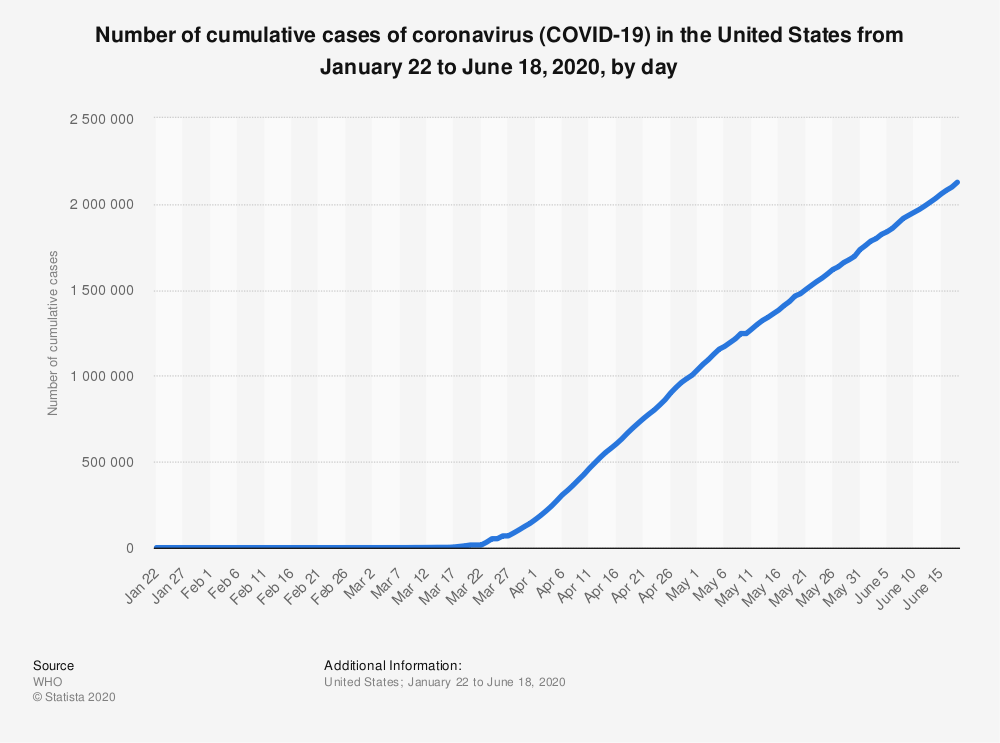 Number of cumulative cases of coronavirus (COVID-19) in the United States from
January 22 to June 18, 2020, by day
Number of cumulative cases
2 500 000
2 000 000
1 500 000
1 000 000
500 000
0
Jan 22
Jan 27
Feb 1
Feb 6
Feb 11
Feb 16
Feb 21
Feb 26
Mar 2
Mar 7
Mar 12
Mar 17
Mar 22
Mar 27
Apr 1
Apr 6
Apr 11
Apr 16
Apr 21
Apr 26
May 1
May 6
May 11
May 16
May 21
May 26
May 31
June 5
June 10
June 15
Source
WHO
© Statista 2020
Additional Information:
United States; January 22 to June 18, 2020